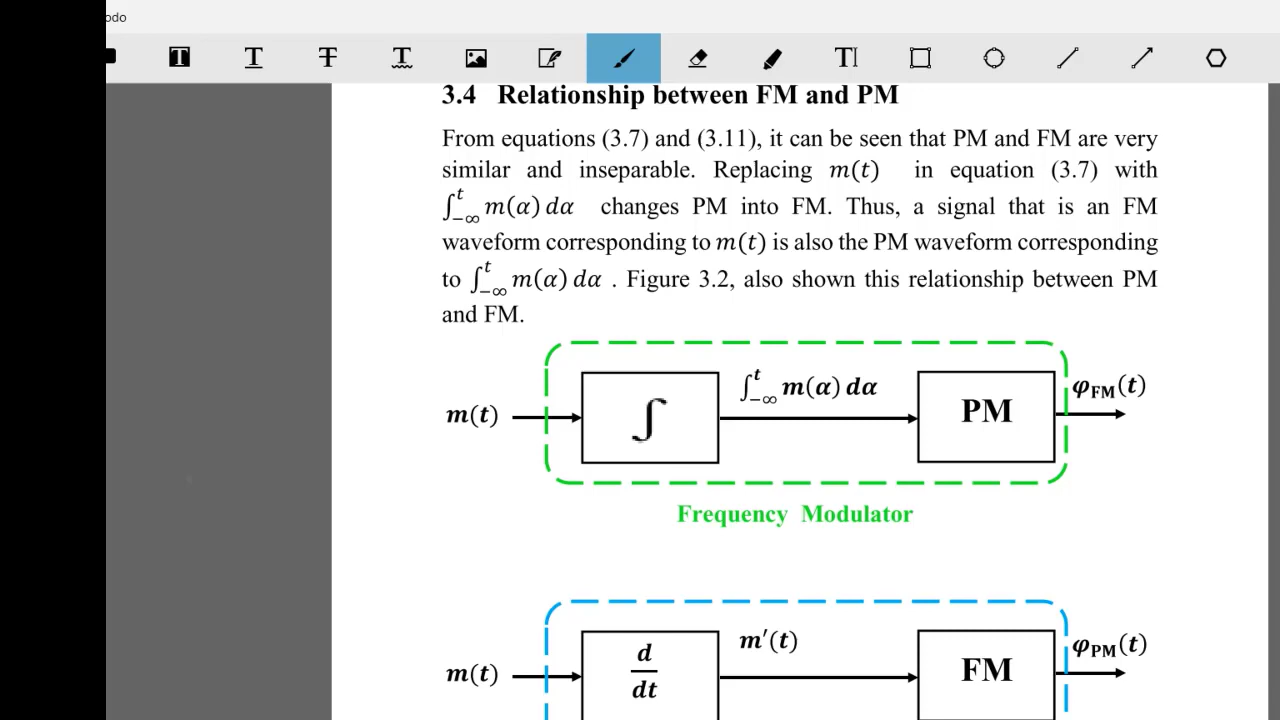 odo
3.4 Relationship between FM and PM
From equations (3.7) and (3.11), it can be seen that PM and FM are very
similar and inseparable. Replacing m(t) in equation (3.7) with
∫_{−∞}^{t} m(α) dα changes PM into FM. Thus, a signal that is an FM
waveform corresponding to m(t) is also the PM waveform corresponding
to ∫_{−∞}^{t} m(α) dα . Figure 3.2, also shown this relationship between PM
and FM.
m(t) ∫ ∫_{−∞}^{t} m(α) dα PM φ_FM(t)
Frequency Modulator
m(t) d/dt m′(t) FM φ_PM(t)